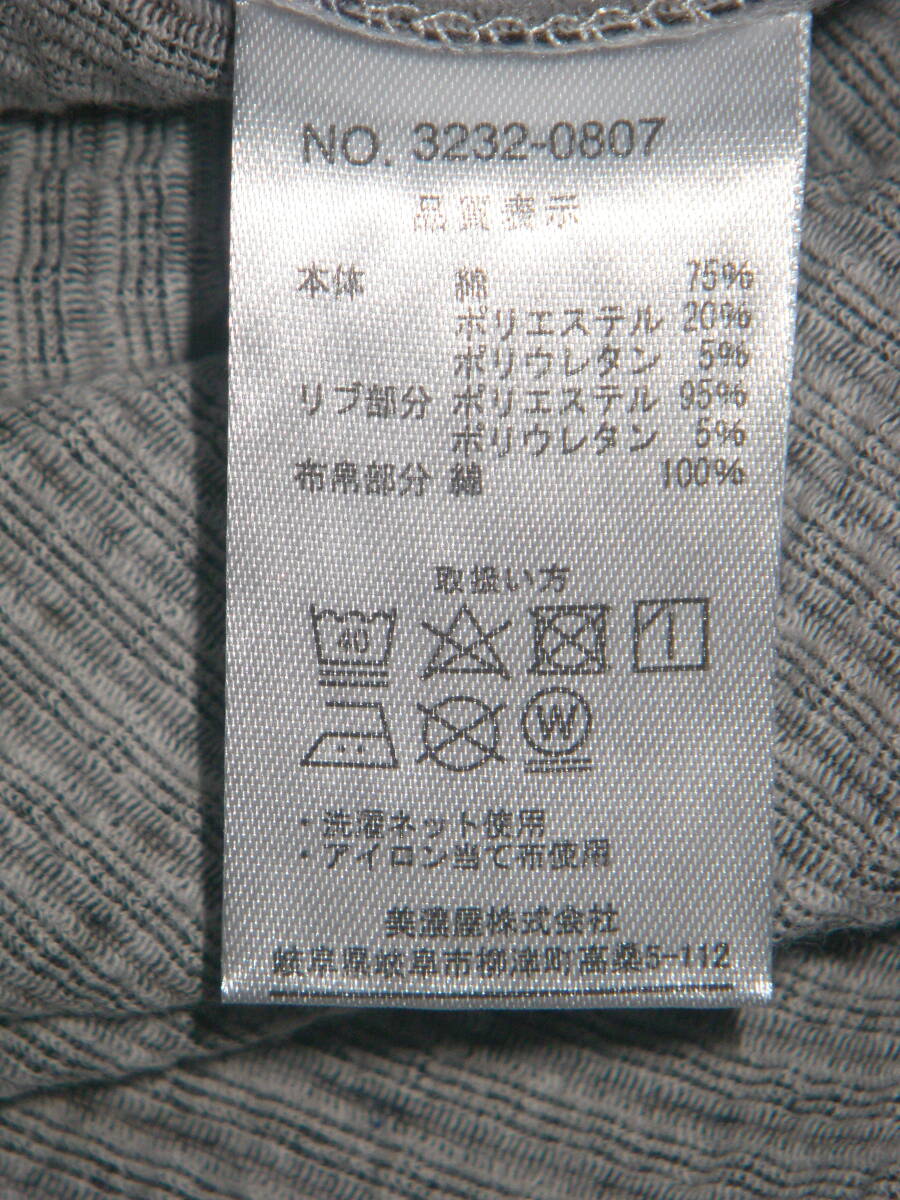 NO. 3232-0807
品質表示
本体 綿 75%
ポリエステル 20%
ポリウレタン 5%
リブ部分 ポリエステル 95%
ポリウレタン 5%
布帛部分 綿 100%
取扱い方
40
W
・洗濯ネット使用
・アイロン当て布使用
美濃屋株式会社
岐阜県岐阜市柳津町高桑5-112